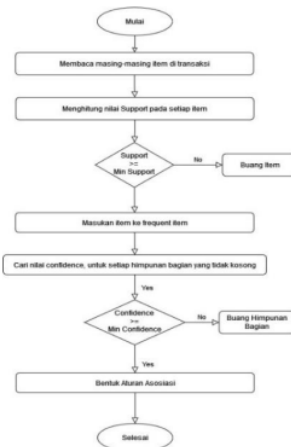 Mulai
Membaca masing-masing item di transaksi
Menghitung nilai Support pada setiap item
Support
>=
Min Support
No
Buang Item
Masukan item ke frequent item
Cari nilai confidence, untuk setiap himpunan bagian yang tidak kosong
Yes
Confidence
>=
Min Confidence
No
Buang Himpunan
Bagian
Yes
Bentuk Aturan Asosiasi
Selesai